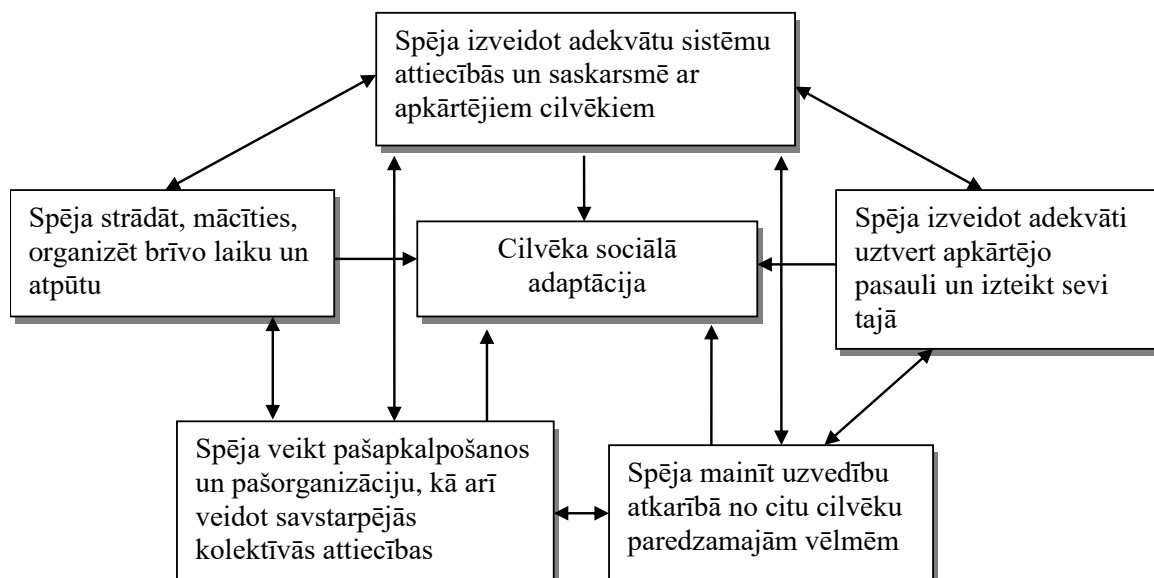 Spēja izveidot adekvātu sistēmu
attiecībās un saskarsmē ar
apkārtējiem cilvēkiem
Spēja strādāt, mācīties,
organizēt brīvo laiku un
atpūtu
Cilvēka sociālā
adaptācija
Spēja izveidot adekvāti
uztvert apkārtējo
pasauli un izteikt sevi
tajā
Spēja veikt pašapkalpošanos
un pašorganizāciju, kā arī
veidot savstarpējās
kolektīvās attiecības
Spēja mainīt uzvedību
atkarībā no citu cilvēku
paredzamajām vēlmēm